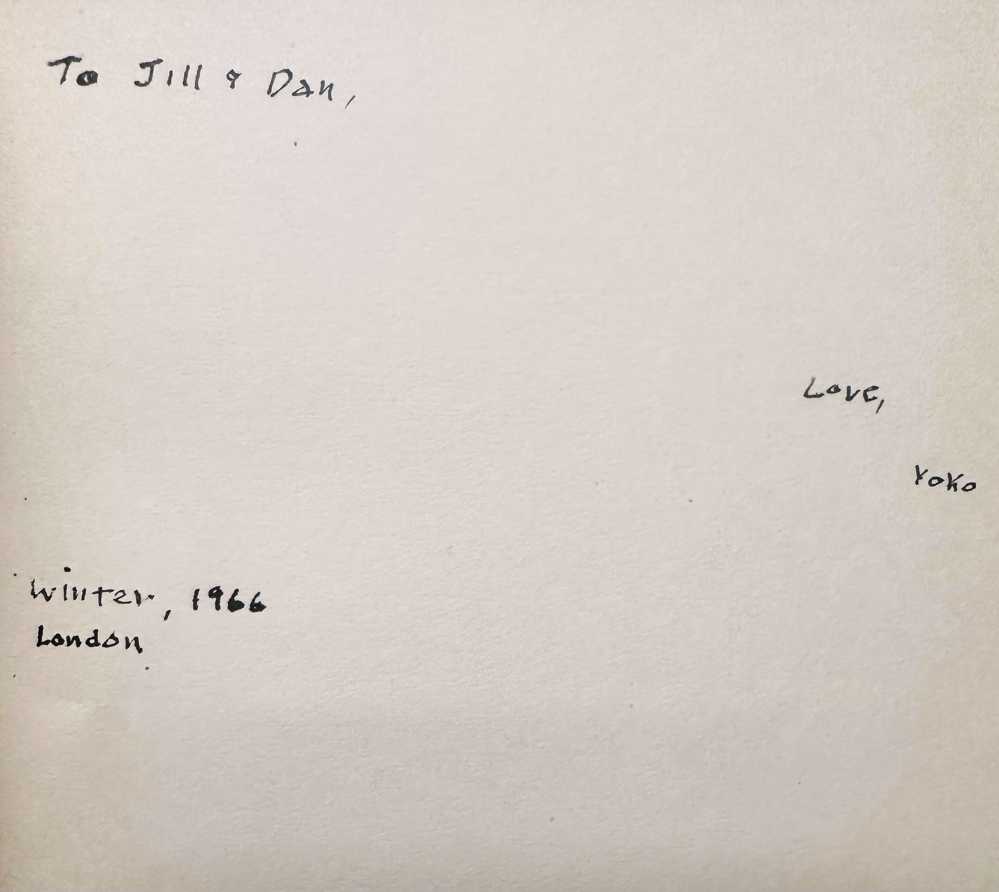 To Jill & Dan,
Love,
Yoko
Winter, 1966
London